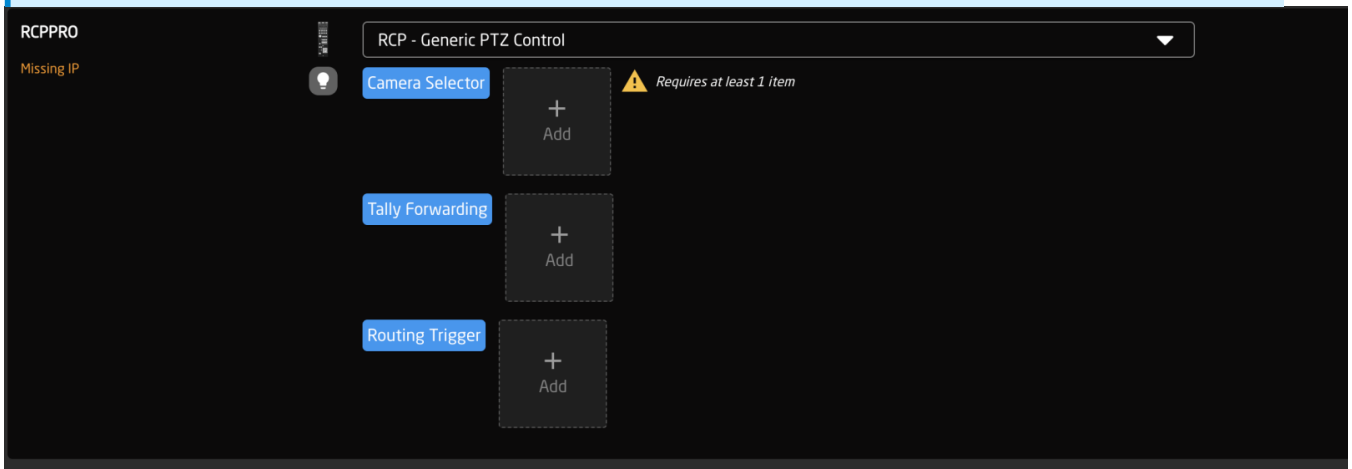 RCPPRO
RCP - Generic PTZ Control
Missing IP
Camera Selector
Requires at least 1 item
+
Add
Tally Forwarding
+
Add
Routing Trigger
+
Add